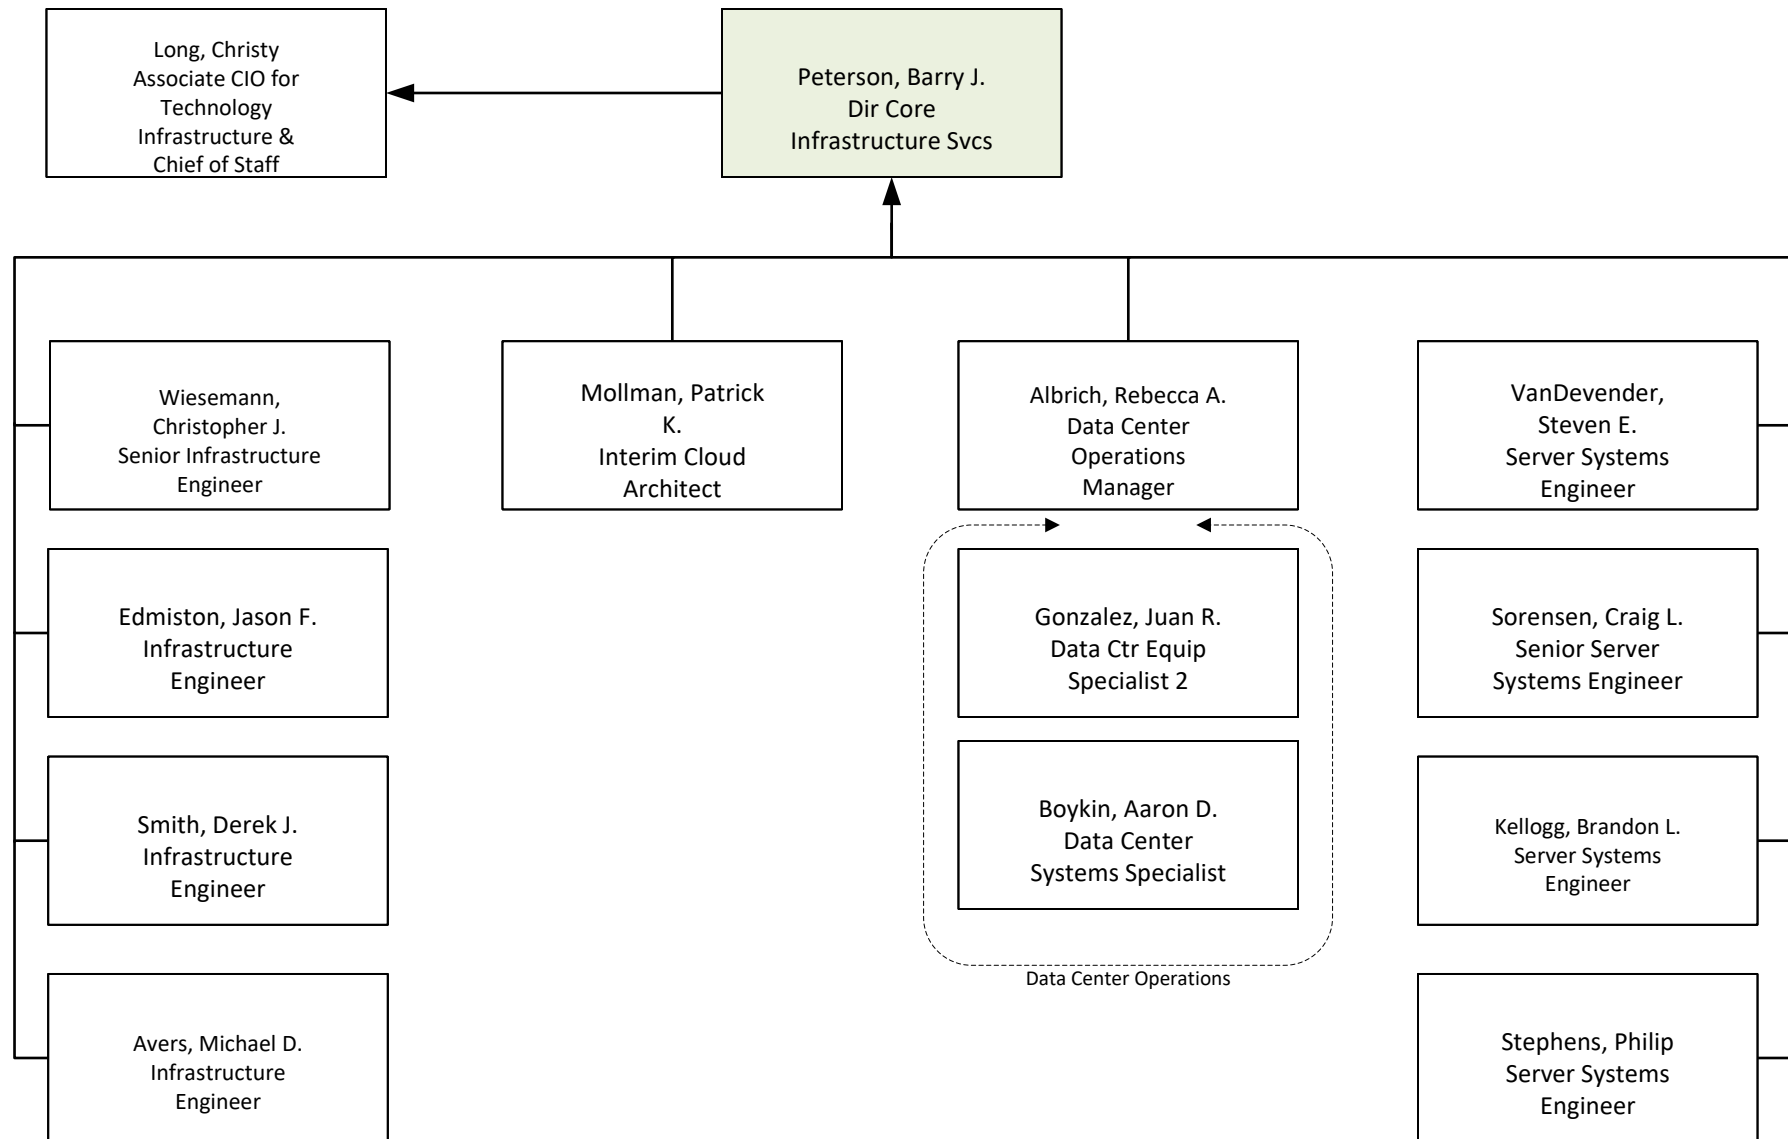 Long, Christy
Associate CIO for
Technology
Infrastructure &
Chief of Staff
Peterson, Barry J.
Dir Core
Infrastructure Svcs
Wiesemann,
Christopher J.
Senior Infrastructure
Engineer
Mollman, Patrick
K.
Interim Cloud
Architect
Albrich, Rebecca A.
Data Center
Operations
Manager
VanDevender,
Steven E.
Server Systems
Engineer
Edmiston, Jason F.
Infrastructure
Engineer
Gonzalez, Juan R.
Data Ctr Equip
Specialist 2
Sorensen, Craig L.
Senior Server
Systems Engineer
Smith, Derek J.
Infrastructure
Engineer
Boykin, Aaron D.
Data Center
Systems Specialist
Kellogg, Brandon L.
Server Systems
Engineer
Data Center Operations
Avers, Michael D.
Infrastructure
Engineer
Stephens, Philip
Server Systems
Engineer